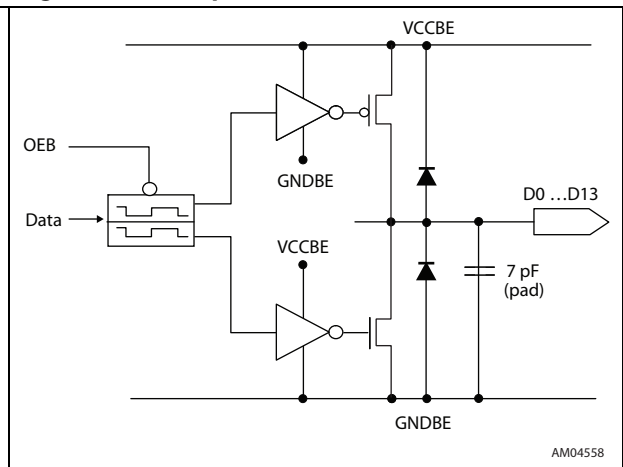 VCCBE
OEB
GNDBE
D0 ...D13
Data
VCCBE
7 pF
(pad)
GNDBE
AM04558